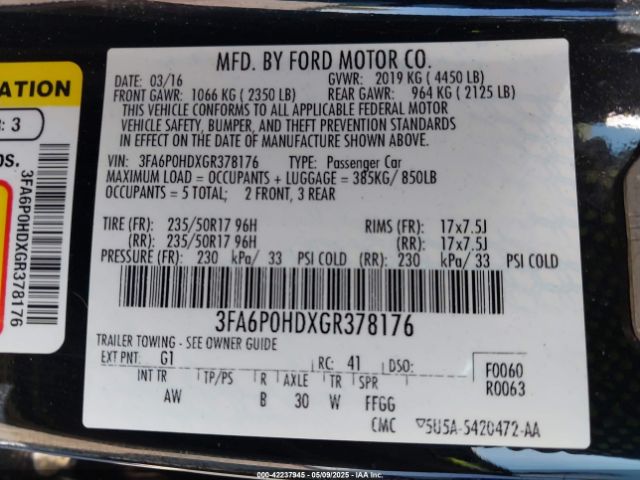 ATION
: 3
bs.
3FA6P0HDXGR378176
MFD. BY FORD MOTOR CO.
DATE: 03/16 GVWR: 2019 KG ( 4450 LB)
FRONT GAWR: 1066 KG ( 2350 LB) REAR GAWR: 964 KG ( 2125 LB)
THIS VEHICLE CONFORMS TO ALL APPLICABLE FEDERAL MOTOR
VEHICLE SAFETY, BUMPER, AND THEFT PREVENTION STANDARDS
IN EFFECT ON THE DATE OF MANUFACTURE SHOWN ABOVE.
VIN: 3FA6P0HDXGR378176 TYPE: Passenger Car
MAXIMUM LOAD = OCCUPANTS + LUGGAGE = 385KG/ 850LB
OCCUPANTS = 5 TOTAL; 2 FRONT, 3 REAR
TIRE (FR): 235/50R17 96H RIMS (FR): 17x7.5J
(RR): 235/50R17 96H (RR): 17x7.5J
PRESSURE (FR): 230 kPa/ 33 PSI COLD (RR): 230 kPa/ 33 PSI COLD
3FA6P0HDXGR378176
TRAILER TOWING - SEE OWNER GUIDE
EXT PNT: G1 RC: 41 DSO: F0060
INT TR TP/PS R AXLE TR SPR R0063
AW B 30 W FFGG
CMC 5U5A-5420472-AA
000-42237945 - 05/09/2025 - IAAHDXGR378176